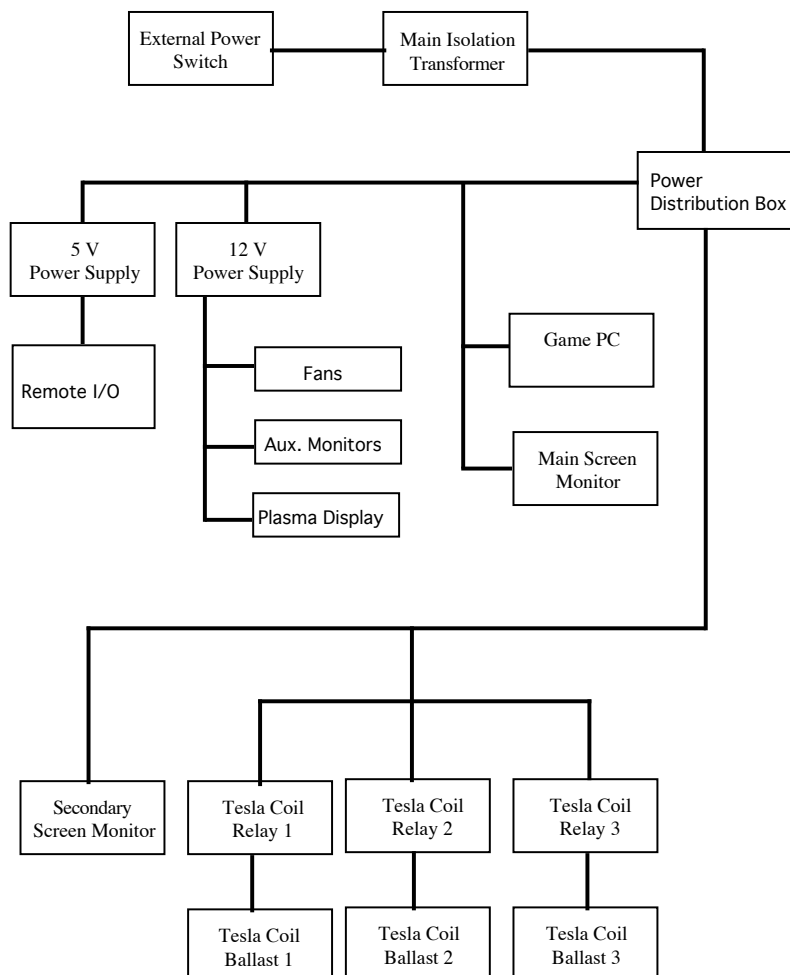 External Power
Switch
Main Isolation
Transformer
Power
Distribution Box
5 V
Power Supply
12 V
Power Supply
Remote I/O
Fans
Aux. Monitors
Plasma Display
Game PC
Main Screen
Monitor
Secondary
Screen Monitor
Tesla Coil
Relay 1
Tesla Coil
Relay 2
Tesla Coil
Relay 3
Tesla Coil
Ballast 1
Tesla Coil
Ballast 2
Tesla Coil
Ballast 3